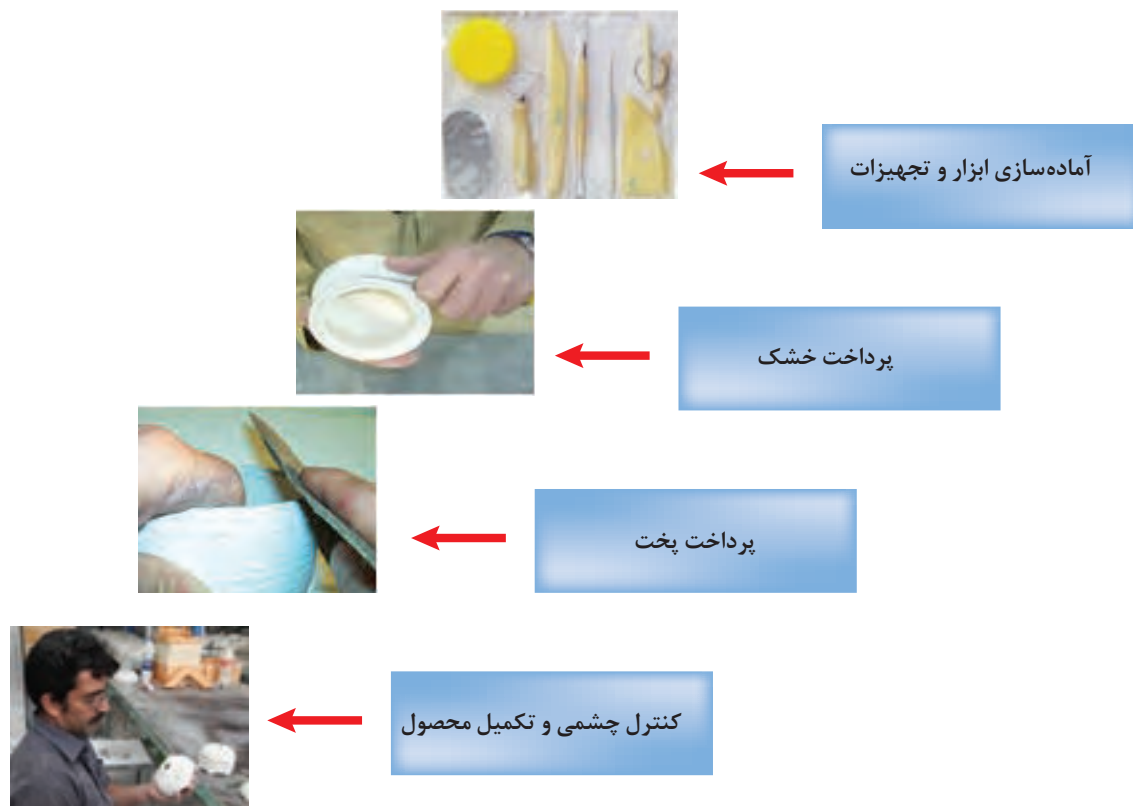 آماده‌سازی ابزار و تجهیزات
پرداخت خشک
پرداخت پخت
کنترل چشمی و تکمیل محصول